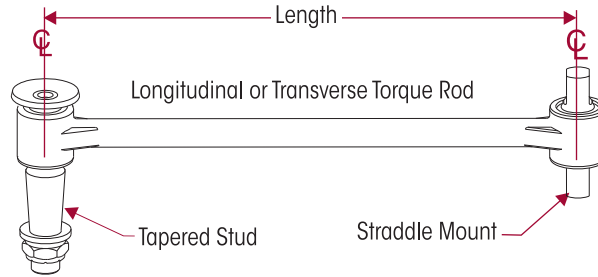 Length
℄ ℄
Longitudinal or Transverse Torque Rod
Tapered Stud
Straddle Mount